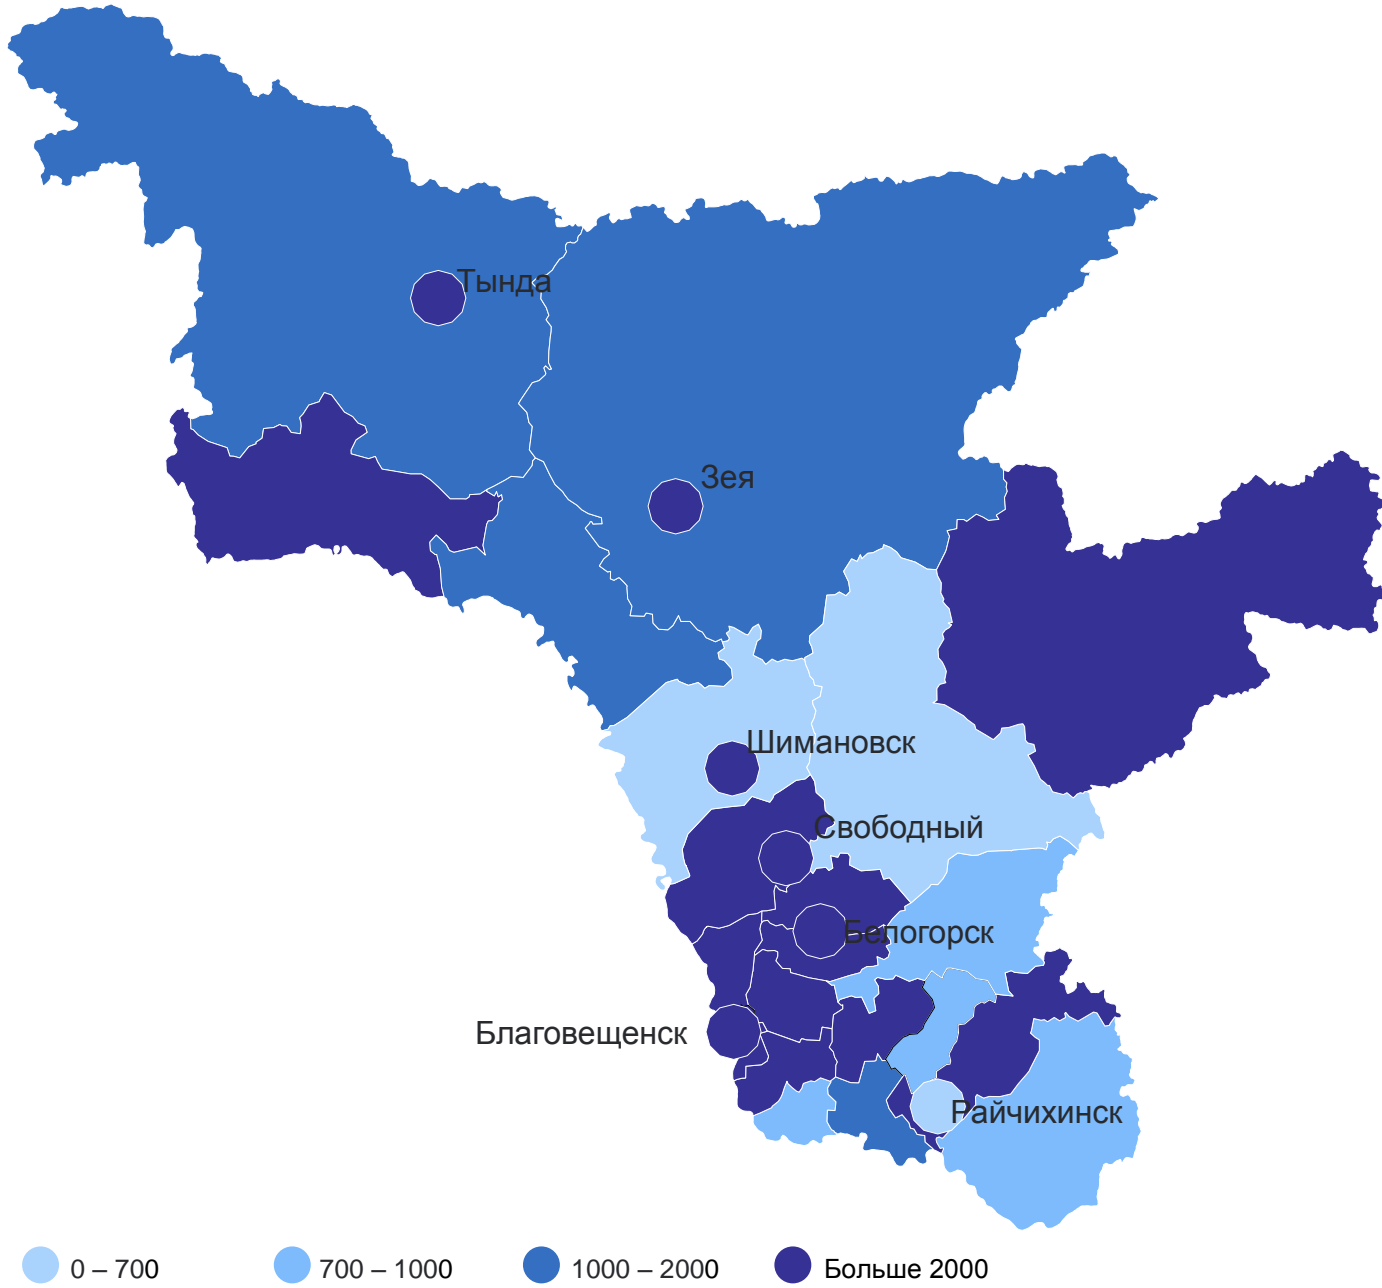 Тында
Зея
Шимановск
Свободный
Белогорск
Благовещенск
Райчихинск
0 – 700
700 – 1000
1000 – 2000
Больше 2000